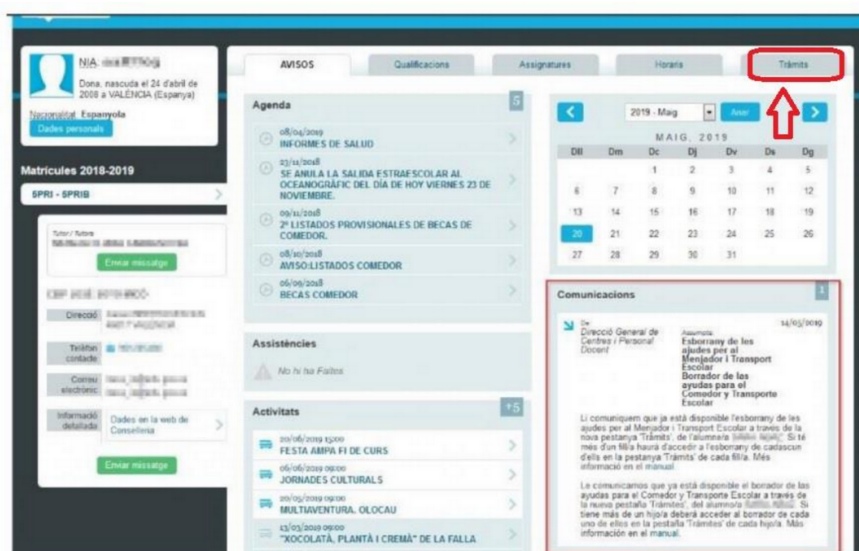 NIA:
Dona, nascuda el 24 d'abril de
2008 a VALÈNCIA (Espanya)
Nacionalitat: Espanyola
Dades personals
Matrícules 2018-2019
5PRI - 5PRIB
Tutor / Tutora
Enviar missatge
Direcció
Telèfon
contacte
Correu
electrònic
Informació
detallada
Dades en la web de
Conselleria
Enviar missatge
AVISOS
Qualificacions
Assignatures
Horaris
Tràmits
Agenda
5
08/04/2019
INFORMES DE SALUD
23/11/2018
SE ANULA LA SALIDA ESTRAESCOLAR AL
OCEANOGRÀFIC DEL DÍA DE HOY VIERNES 23 DE
NOVIEMBRE.
09/11/2018
2º LISTADOS PROVISIONALES DE BECAS DE
COMEDOR.
08/10/2018
AVISO:LISTADOS COMEDOR
06/09/2018
BECAS COMEDOR
Assistències
No hi ha Faltes
Activitats
+5
20/06/2019 15:00
FESTA AMPA FI DE CURS
06/06/2019 09:00
JORNADES CULTURALS
20/05/2019 09:00
MULTIAVENTURA. OLOCAU
13/03/2019 09:00
"XOCOLATÀ, PLANTÀ I CREMÀ" DE LA FALLA
2019 - Maig
Anar
MAIG, 2019
Dll Dm Dc Dj Dv Ds Dg
1 2 3 4 5
6 7 8 9 10 11 12
13 14 15 16 17 18 19
20 21 22 23 24 25 26
27 28 29 30 31
Comunicacions
1
De:
Direcció General de
Centres i Personal
Docent
Assumpte:
14/05/2019
Esborrany de les
ajudes per al
Menjador i Transport
Escolar
Borrador de las
ayudas para el
Comedor y Transporte
Escolar
Li comuniquem que ja està disponible l'esborrany de les
ajudes per al Menjador i Transport Escolar a través de la
nova pestanya 'Tràmits', de l'alumne/a Si té
més d'un fill/a haurà d'accedir a l'esborrany de cadascun
d'ells en la pestanya 'Tràmits' de cada fill/a. Més
informació en el manual.
Le comunicamos que ya está disponible el borrador de las
ayudas para el Comedor y Transporte Escolar a través de
la nueva pestaña 'Trámites', del alumno/a Si
tiene más de un hijo/a deberá acceder al borrador de cada
uno de ellos en la pestaña 'Trámites' de cada hijo/a. Más
información en el manual.